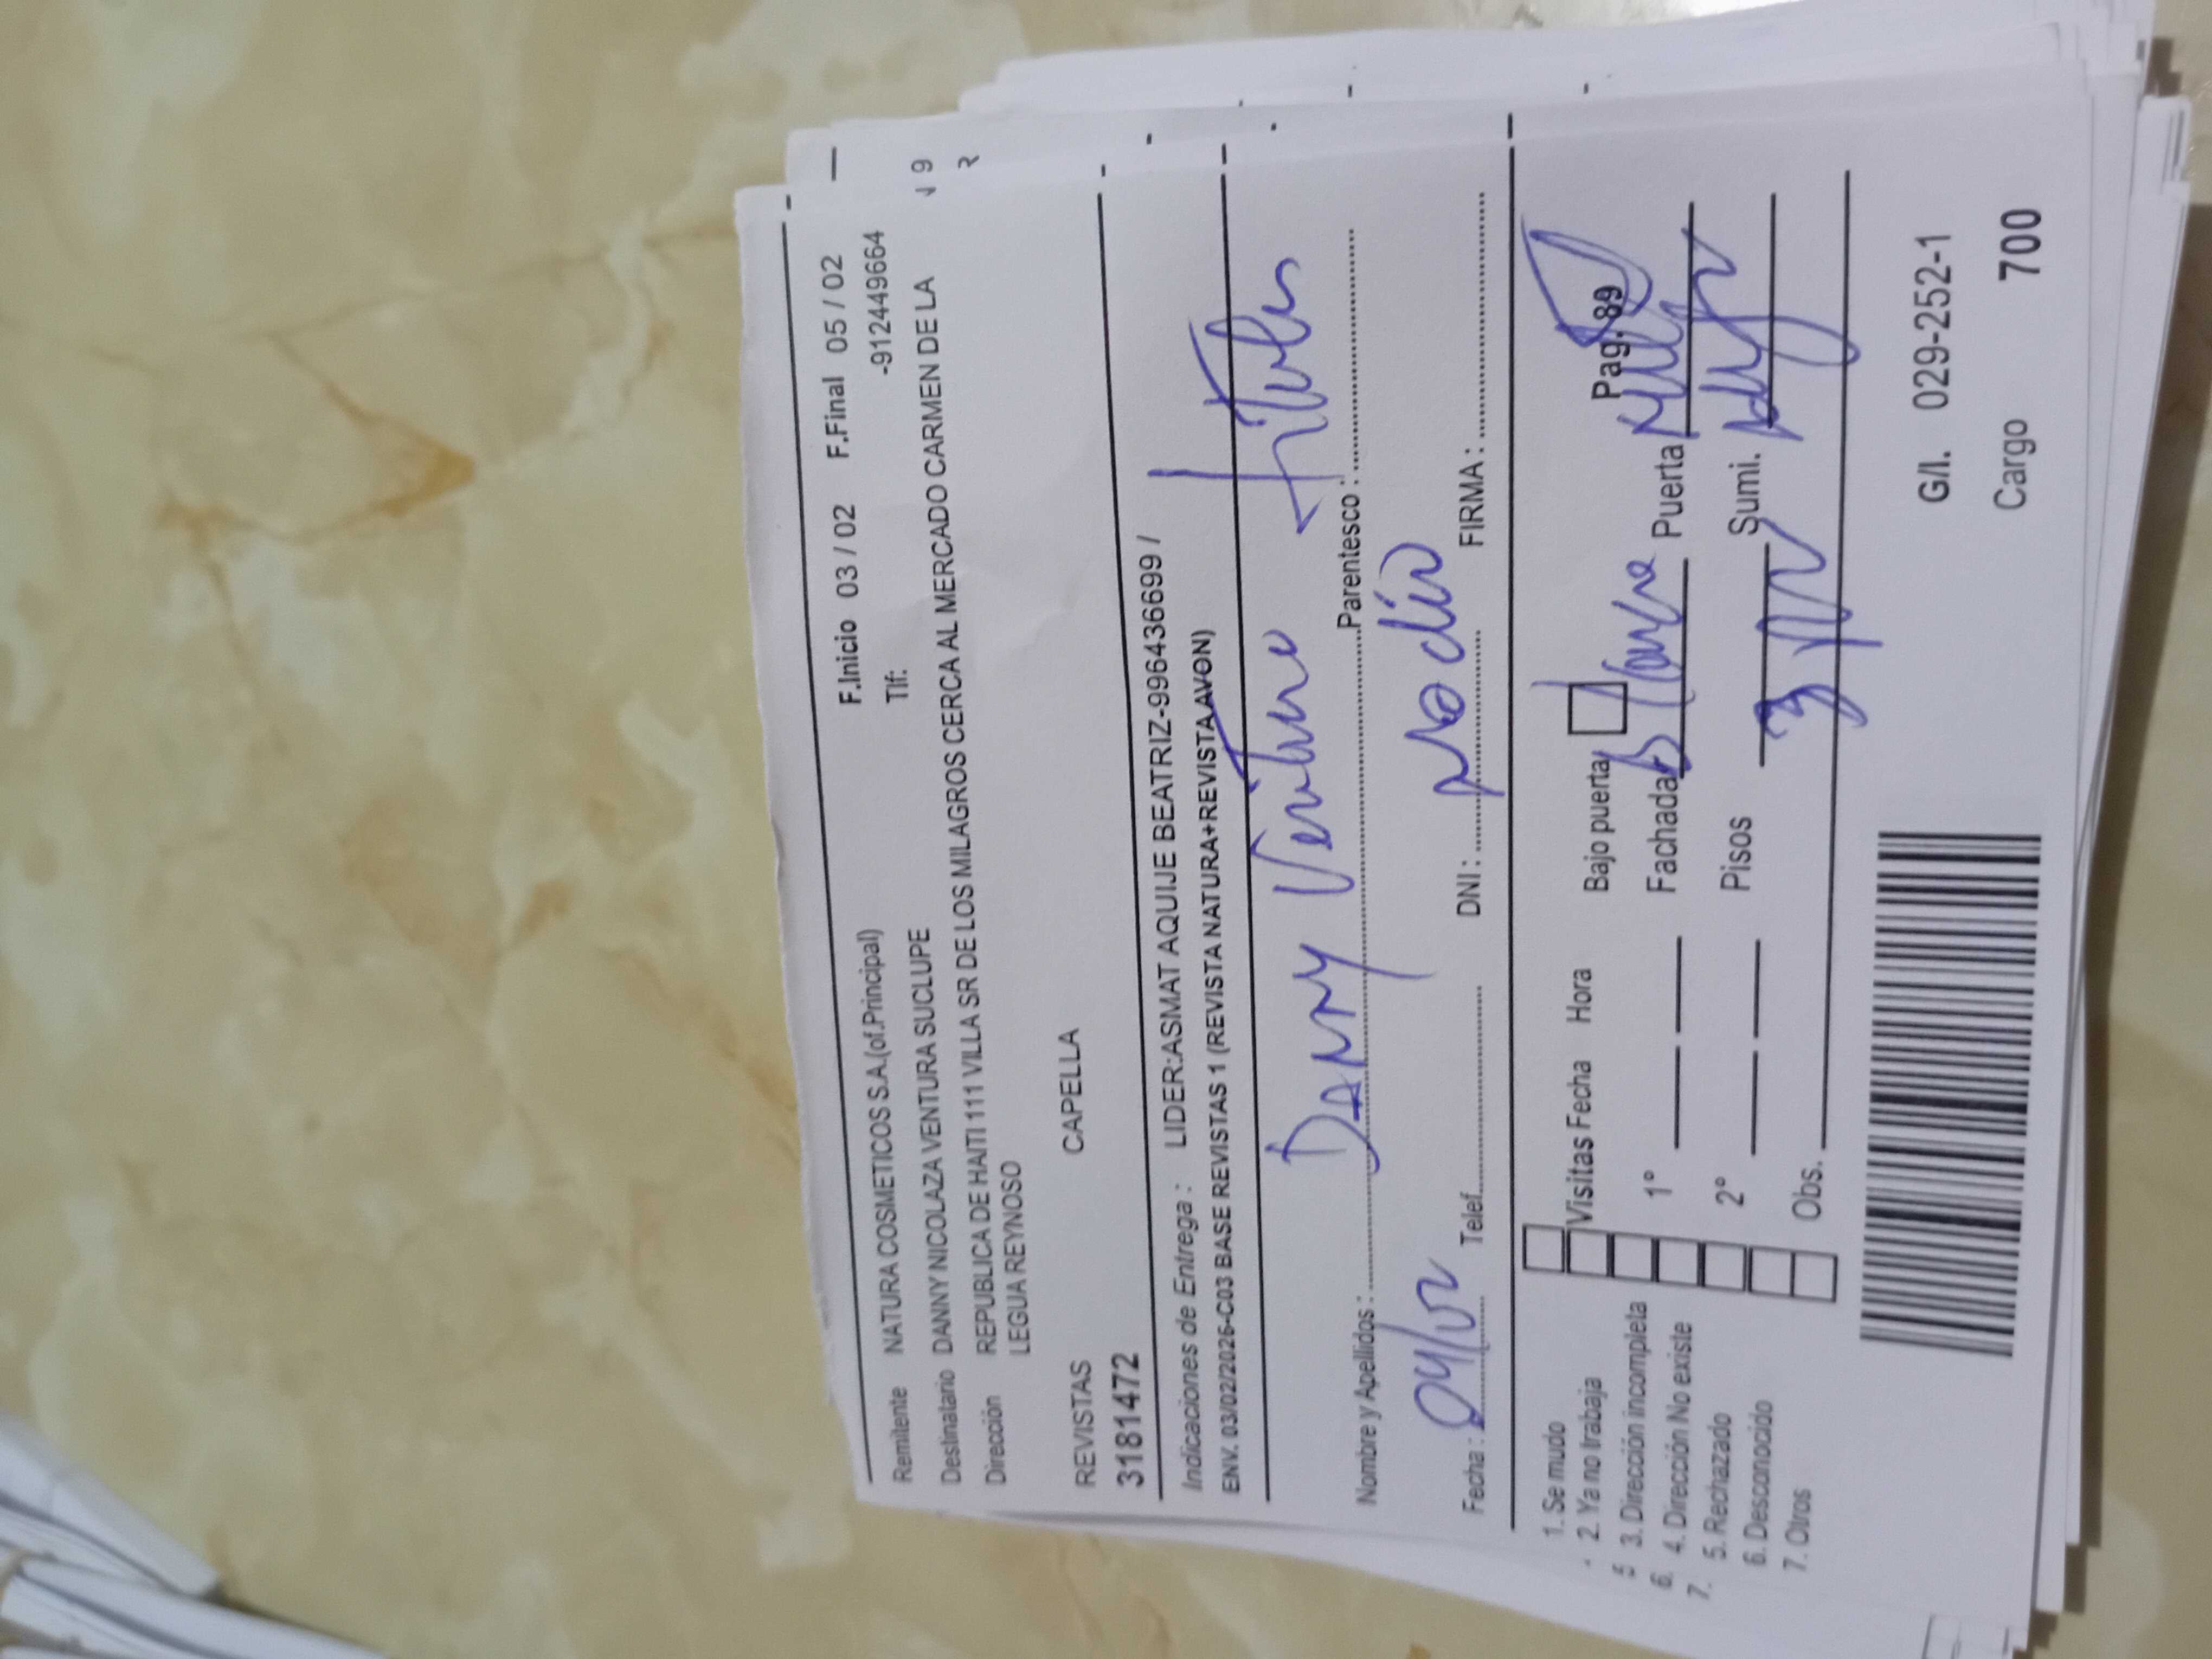 F.Inicio 03 / 02 F.Final 05 / 02
Remitente NATURA COSMETICOS S.A.(of.Principal) Tlf: -912449664
Destinatario DANNY NICOLAZA VENTURA SUCLUPE
Dirección REPUBLICA DE HAITI 111 VILLA SR DE LOS MILAGROS CERCA AL MERCADO CARMEN DE LA
LEGUA REYNOSO
REVISTAS CAPELLA
3181472
Indicaciones de Entrega : LIDER:ASMAT AQUIJE BEATRIZ-996436699 /
ENV. 03/02/2026-C03 BASE REVISTAS 1 (REVISTA NATURA+REVISTA AVON)
Nombre y Apellidos : DANNY Ventura Parentesco : Titular
Fecha : 04/02 Telef. DNI : No dio FIRMA :
Pag. 89
1. Se mudo
2. Ya no trabaja Visitas Fecha Hora Bajo puerta
3. Dirección incompleta 1° Fachada Puerta
4. Dirección No existe
5. Rechazado 2° Pisos 3 Sumi.
6. Desconocido
7. Otros Obs.
G/I. 029-252-1
Cargo 700